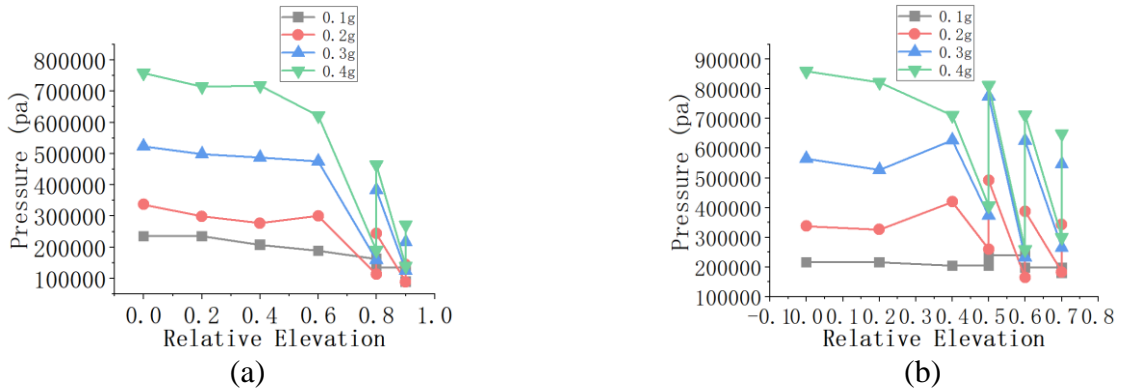 0.1g
0.2g
0.3g
0.4g
800000
700000
600000
500000
400000
300000
200000
100000
Pressure (pa)
0.0 0.2 0.4 0.6 0.8 1.0
Relative Elevation
(a)
0.1g
0.2g
0.3g
0.4g
900000
800000
700000
600000
500000
400000
300000
200000
100000
Pressure (pa)
-0.10.00.10.20.30.40.50.60.70.8
Relative Elevation
(b)